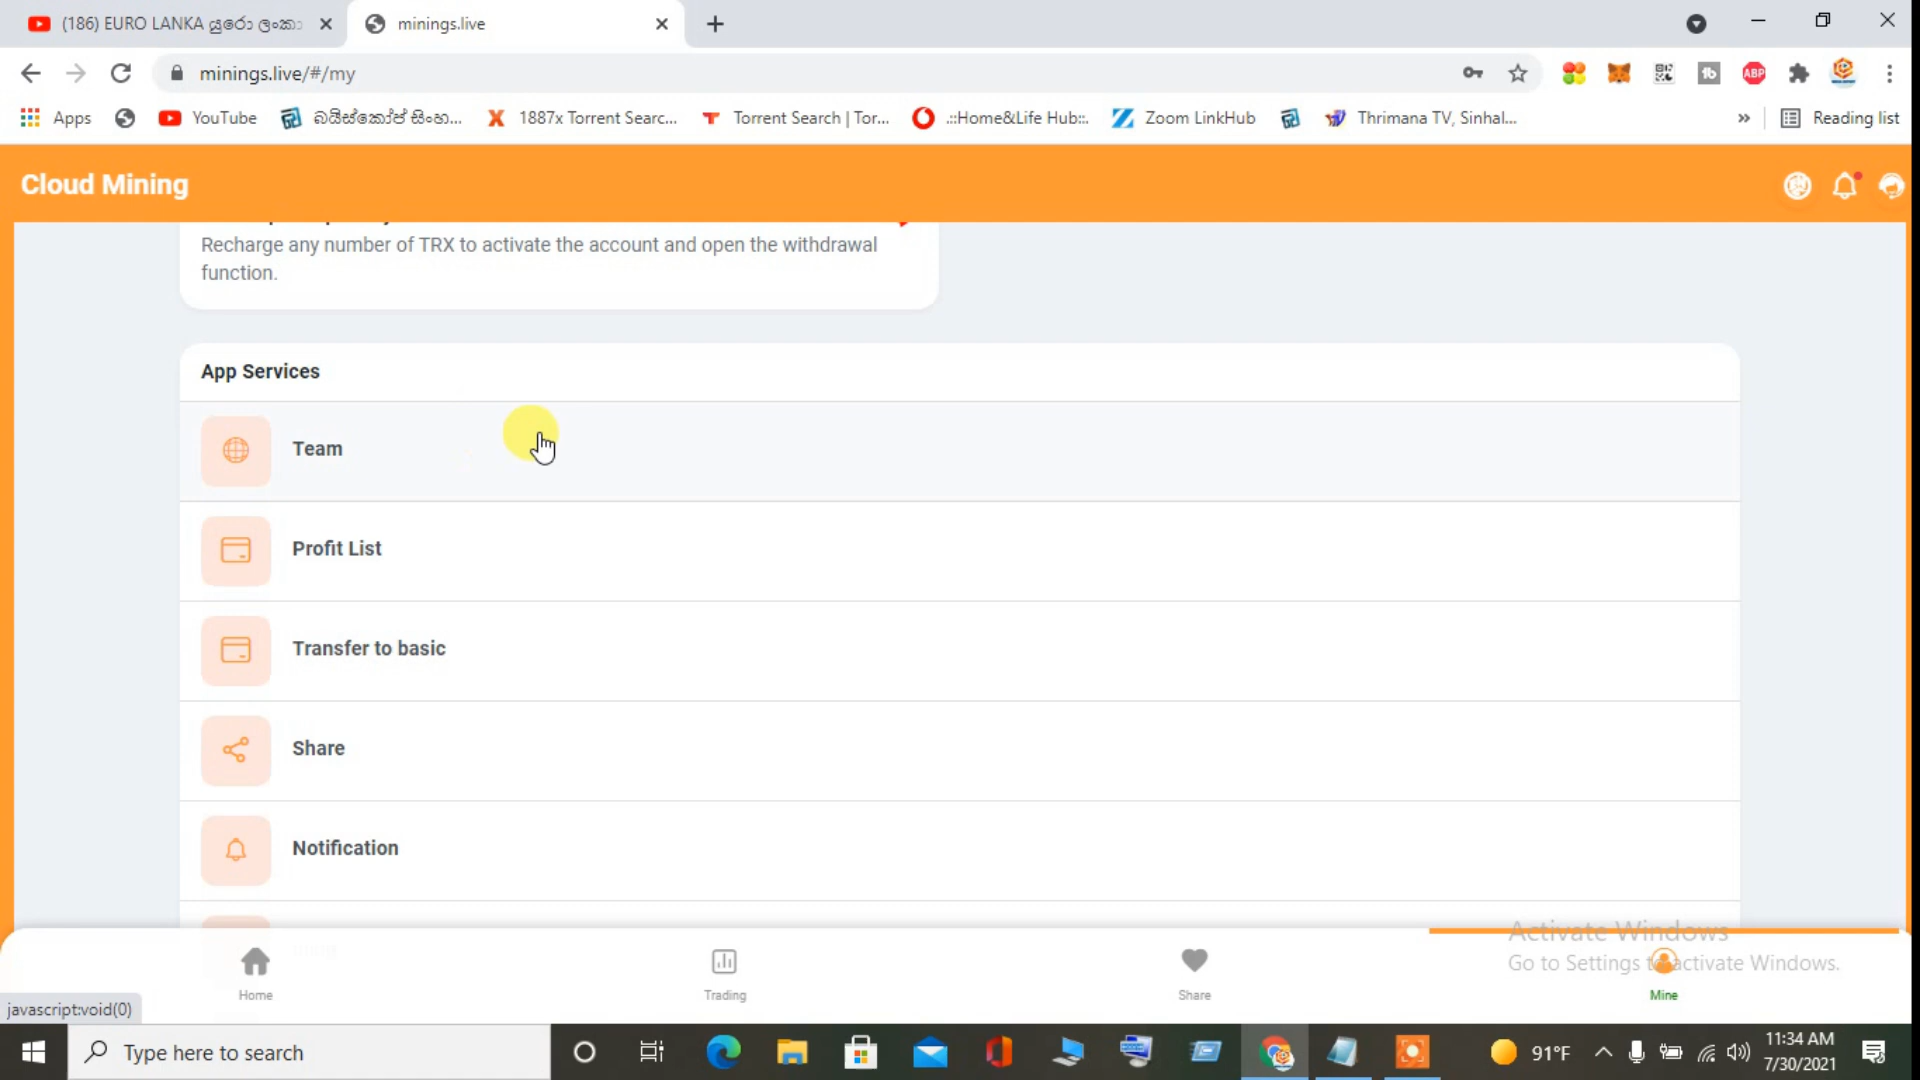 (186) EURO LANKA யூரோ லங்கா
minings.live
minings.live/#/my
Apps
YouTube
බයිස්කෝප් සිංහ...
1887x Torrent Searc...
Torrent Search | Tor...
.::Home&Life Hub::.
Zoom LinkHub
Thrimana TV, Sinhal...
»
Reading list
Cloud Mining
Recharge any number of TRX to activate the account and open the withdrawal
function.
App Services
Team
Profit List
Transfer to basic
Share
Notification
Activate Windows
Go to Settings to activate Windows.
Home
Trading
Share
Mine
javascript:void(0)
Type here to search
91°F
11:34 AM
7/30/2021
ABP